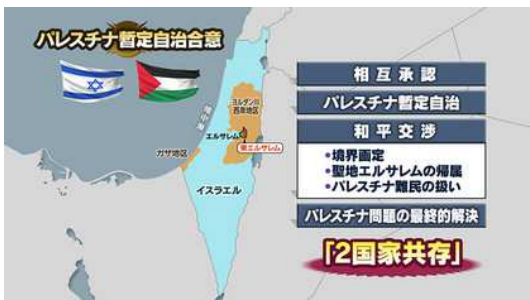 パレスチナ暫定自治合意
地中海
ヨルダン川
西岸地区
エルサレム
東エルサレム
ガザ地区
イスラエル
相互承認
パレスチナ暫定自治
和平交渉
•境界画定
•聖地エルサレムの帰属
•パレスチナ難民の扱い
パレスチナ問題の最終的解決
「2国家共存」